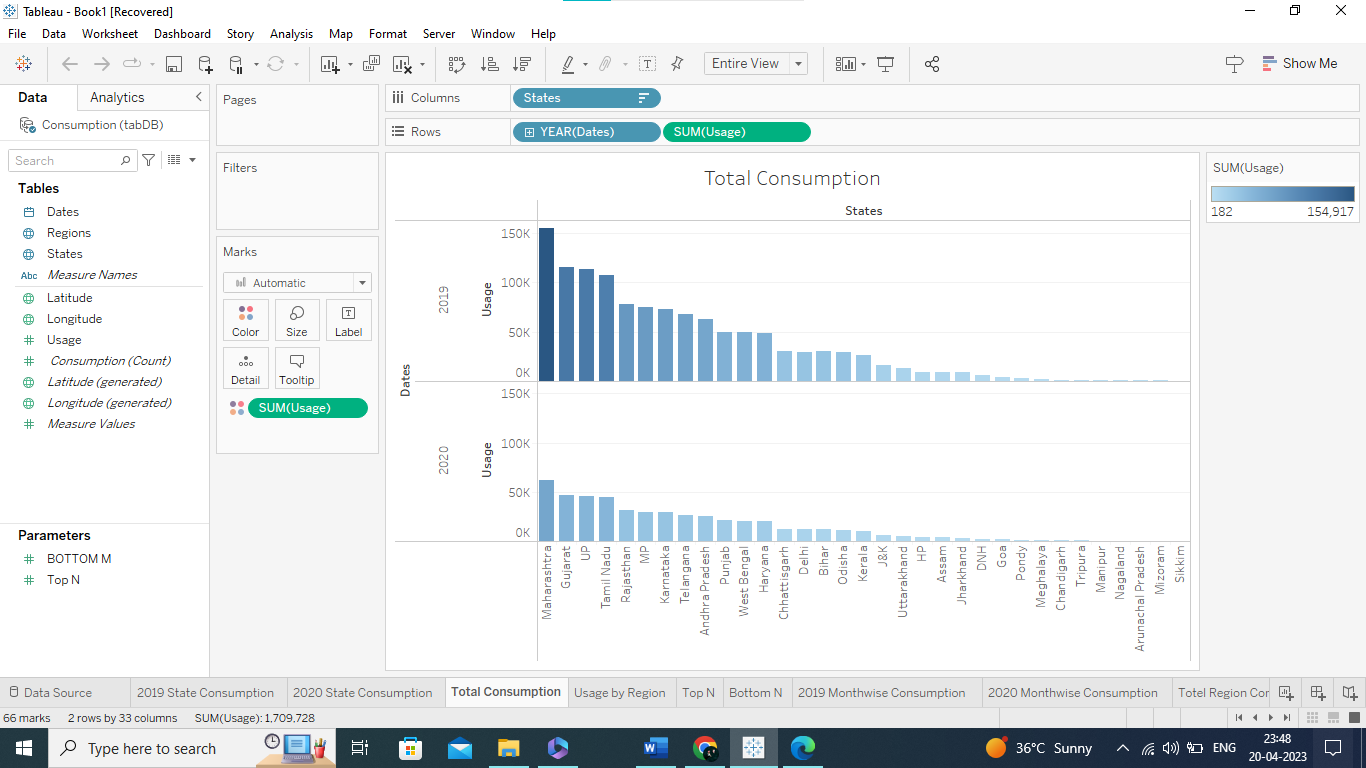 Tableau - Book1 [Recovered]
File Data Worksheet Dashboard Story Analysis Map Format Server Window Help
Entire View
Show Me
Data Analytics
Consumption (tabDB)
Search
Tables
Dates
Regions
States
Abc Measure Names
Latitude
Longitude
Usage
Consumption (Count)
Latitude (generated)
Longitude (generated)
Measure Values
Parameters
BOTTOM M
Top N
Pages
Filters
Marks
Automatic
Color Size Label
Detail Tooltip
SUM(Usage)
Columns States
Rows YEAR(Dates) SUM(Usage)
Total Consumption
States
Dates
2019
Usage
150K
100K
50K
0K
2020
Usage
150K
100K
50K
0K
Maharashtra
Gujarat
UP
Tamil Nadu
Rajasthan
MP
Karnataka
Telangana
Andhra Pradesh
Punjab
West Bengal
Haryana
Chhattisgarh
Delhi
Bihar
Odisha
Kerala
J&K
Uttarakhand
HP
Assam
Jharkhand
DNH
Goa
Pondy
Meghalaya
Chandigarh
Tripura
Manipur
Nagaland
Arunachal Pradesh
Mizoram
Sikkim
SUM(Usage)
182 154,917
Data Source 2019 State Consumption 2020 State Consumption Total Consumption Usage by Region Top N Bottom N 2019 Monthwise Consumption 2020 Monthwise Consumption Totel Region Cor
66 marks 2 rows by 33 columns SUM(Usage): 1,709,728
Type here to search
36°C Sunny
ENG
23:48
20-04-2023